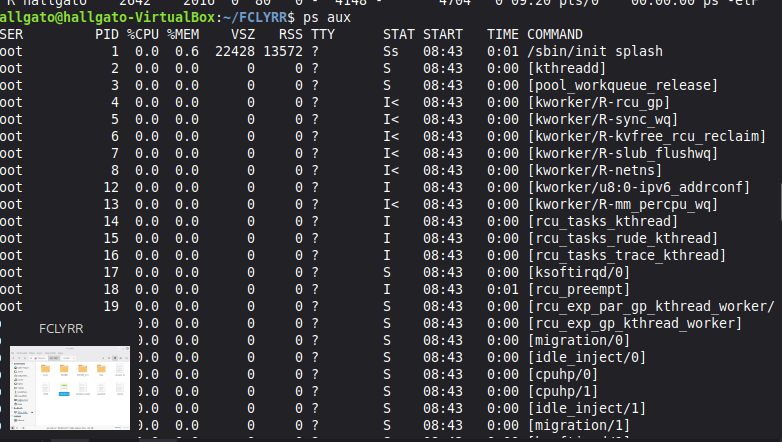 hallgato 2642 2016 0 80 0 - 4148 - 4704 0 09:20 pts/0 00:00:00 ps -elF
allgato@hallgato-VirtualBox:~/FCLYRR$ ps aux
SER PID %CPU %MEM VSZ RSS TTY STAT START TIME COMMAND
oot 1 0.0 0.6 22428 13572 ? Ss 08:43 0:01 /sbin/init splash
oot 2 0.0 0.0 0 0 ? S 08:43 0:00 [kthreadd]
oot 3 0.0 0.0 0 0 ? S 08:43 0:00 [pool_workqueue_release]
oot 4 0.0 0.0 0 0 ? I< 08:43 0:00 [kworker/R-rcu_gp]
oot 5 0.0 0.0 0 0 ? I< 08:43 0:00 [kworker/R-sync_wq]
oot 6 0.0 0.0 0 0 ? I< 08:43 0:00 [kworker/R-kvfree_rcu_reclaim]
oot 7 0.0 0.0 0 0 ? I< 08:43 0:00 [kworker/R-slub_flushwq]
oot 8 0.0 0.0 0 0 ? I< 08:43 0:00 [kworker/R-netns]
oot 12 0.0 0.0 0 0 ? I 08:43 0:00 [kworker/u8:0-ipv6_addrconf]
oot 13 0.0 0.0 0 0 ? I< 08:43 0:00 [kworker/R-mm_percpu_wq]
oot 14 0.0 0.0 0 0 ? I 08:43 0:00 [rcu_tasks_kthread]
oot 15 0.0 0.0 0 0 ? I 08:43 0:00 [rcu_tasks_rude_kthread]
oot 16 0.0 0.0 0 0 ? I 08:43 0:00 [rcu_tasks_trace_kthread]
oot 17 0.0 0.0 0 0 ? S 08:43 0:00 [ksoftirqd/0]
oot 18 0.0 0.0 0 0 ? I 08:43 0:01 [rcu_preempt]
oot 19 0.0 0.0 0 0 ? S 08:43 0:00 [rcu_exp_par_gp_kthread_worker/
0.0 0.0 0 0 ? S 08:43 0:00 [rcu_exp_gp_kthread_worker]
FCLYRR
0.0 0.0 0 0 ? S 08:43 0:00 [migration/0]
0.0 0.0 0 0 ? S 08:43 0:00 [idle_inject/0]
0.0 0.0 0 0 ? S 08:43 0:00 [cpuhp/0]
0.0 0.0 0 0 ? S 08:43 0:00 [cpuhp/1]
0.0 0.0 0 0 ? S 08:43 0:00 [idle_inject/1]
0.0 0.0 0 0 ? S 08:43 0:00 [migration/1]